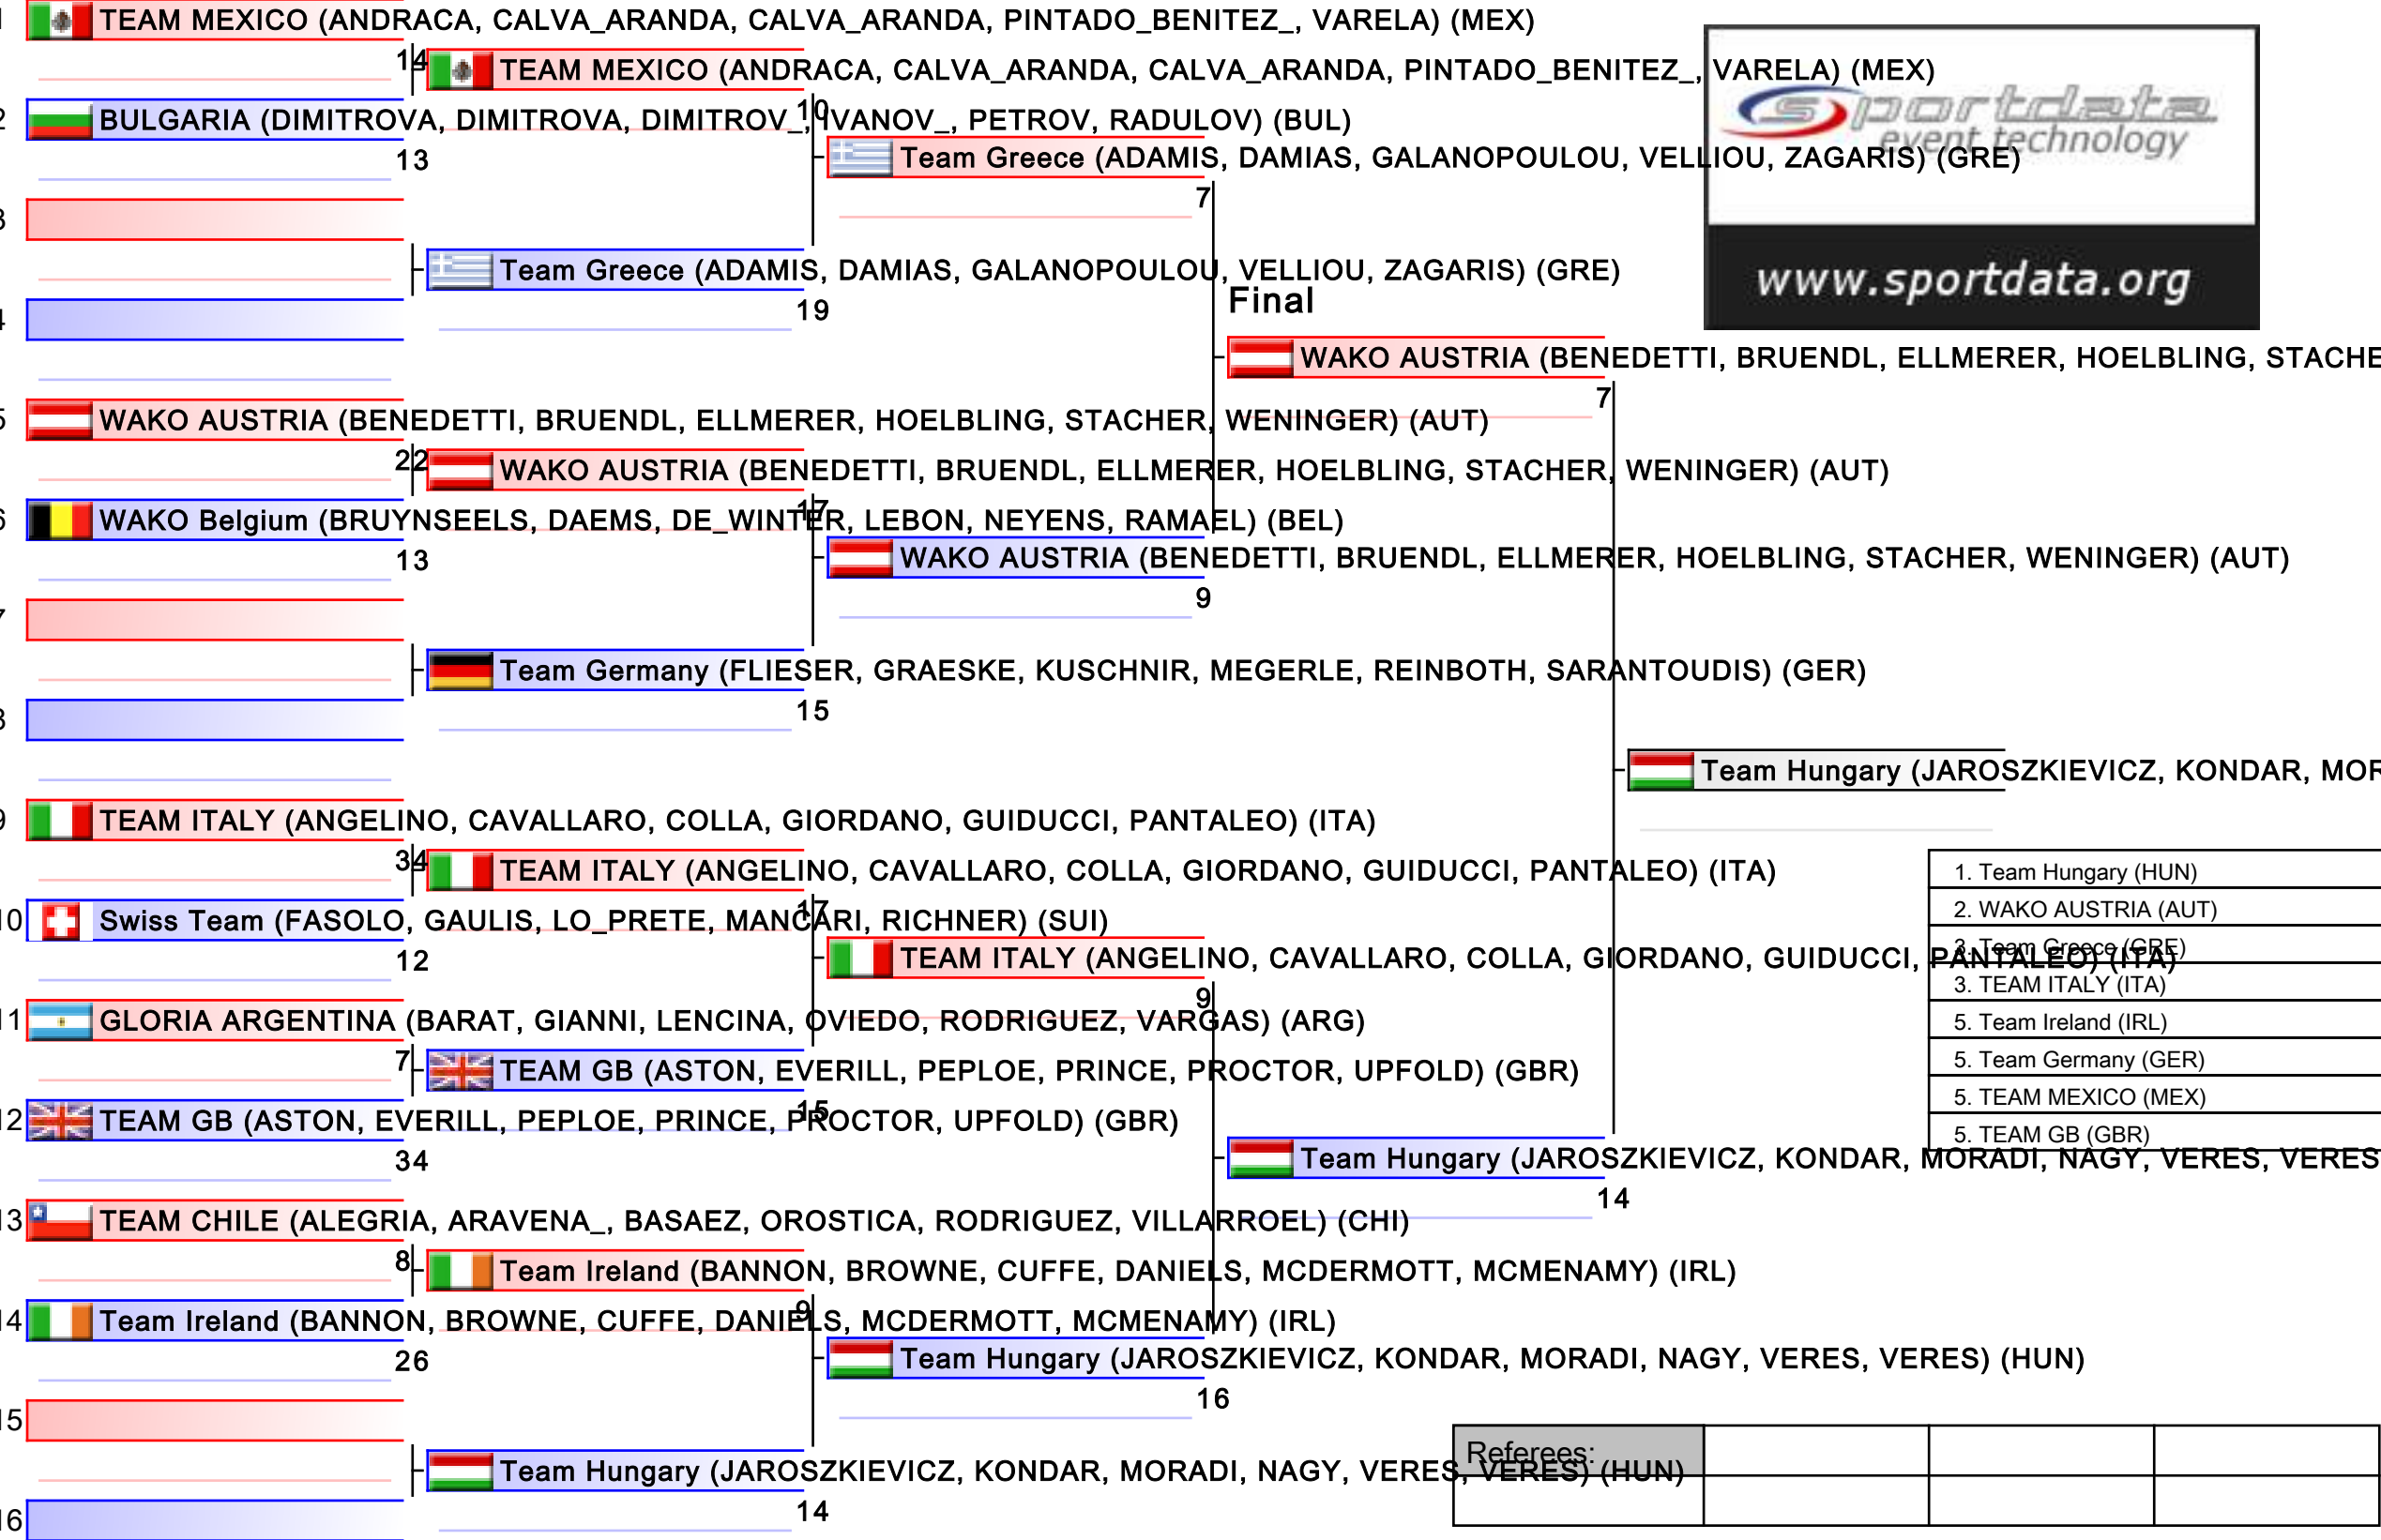 1 TEAM MEXICO (ANDRACA, CALVA_ARANDA, CALVA_ARANDA, PINTADO_BENITEZ_, VARELA) (MEX)
14
TEAM MEXICO (ANDRACA, CALVA_ARANDA, CALVA_ARANDA, PINTADO_BENITEZ_, VARELA) (MEX)
10
2 BULGARIA (DIMITROVA, DIMITROVA, DIMITROV_, IVANOV_, PETROV, RADULOV) (BUL)
13
sportdata
event technology
www.sportdata.org
Team Greece (ADAMIS, DAMIAS, GALANOPOULOU, VELLIOU, ZAGARIS) (GRE)
7
3
Team Greece (ADAMIS, DAMIAS, GALANOPOULOU, VELLIOU, ZAGARIS) (GRE)
19
Final
4
WAKO AUSTRIA (BENEDETTI, BRUENDL, ELLMERER, HOELBLING, STACHE
7
5 WAKO AUSTRIA (BENEDETTI, BRUENDL, ELLMERER, HOELBLING, STACHER, WENINGER) (AUT)
22
WAKO AUSTRIA (BENEDETTI, BRUENDL, ELLMERER, HOELBLING, STACHER, WENINGER) (AUT)
17
6 WAKO Belgium (BRUYNSEELS, DAEMS, DE_WINTER, LEBON, NEYENS, RAMAEL) (BEL)
13
WAKO AUSTRIA (BENEDETTI, BRUENDL, ELLMERER, HOELBLING, STACHER, WENINGER) (AUT)
9
7
Team Germany (FLIESER, GRAESKE, KUSCHNIR, MEGERLE, REINBOTH, SARANTOUDIS) (GER)
15
8
Team Hungary (JAROSZKIEVICZ, KONDAR, MOR
9 TEAM ITALY (ANGELINO, CAVALLARO, COLLA, GIORDANO, GUIDUCCI, PANTALEO) (ITA)
34
TEAM ITALY (ANGELINO, CAVALLARO, COLLA, GIORDANO, GUIDUCCI, PANTALEO) (ITA)
17
10 Swiss Team (FASOLO, GAULIS, LO_PRETE, MANCARI, RICHNER) (SUI)
12
TEAM ITALY (ANGELINO, CAVALLARO, COLLA, GIORDANO, GUIDUCCI, PANTALEO) (ITA)
9
11 GLORIA ARGENTINA (BARAT, GIANNI, LENCINA, OVIEDO, RODRIGUEZ, VARGAS) (ARG)
7
TEAM GB (ASTON, EVERILL, PEPLOE, PRINCE, PROCTOR, UPFOLD) (GBR)
15
12 TEAM GB (ASTON, EVERILL, PEPLOE, PRINCE, PROCTOR, UPFOLD) (GBR)
34
Team Hungary (JAROSZKIEVICZ, KONDAR, MORADI, NAGY, VERES, VERES
14
13 TEAM CHILE (ALEGRIA, ARAVENA_, BASAEZ, OROSTICA, RODRIGUEZ, VILLARROEL) (CHI)
8
Team Ireland (BANNON, BROWNE, CUFFE, DANIELS, MCDERMOTT, MCMENAMY) (IRL)
9
14 Team Ireland (BANNON, BROWNE, CUFFE, DANIELS, MCDERMOTT, MCMENAMY) (IRL)
26
Team Hungary (JAROSZKIEVICZ, KONDAR, MORADI, NAGY, VERES, VERES) (HUN)
16
15
Team Hungary (JAROSZKIEVICZ, KONDAR, MORADI, NAGY, VERES, VERES) (HUN)
14
16
1. Team Hungary (HUN)
2. WAKO AUSTRIA (AUT)
3. Team Greece (GRE)
3. TEAM ITALY (ITA)
5. Team Ireland (IRL)
5. Team Germany (GER)
5. TEAM MEXICO (MEX)
5. TEAM GB (GBR)
Referees: